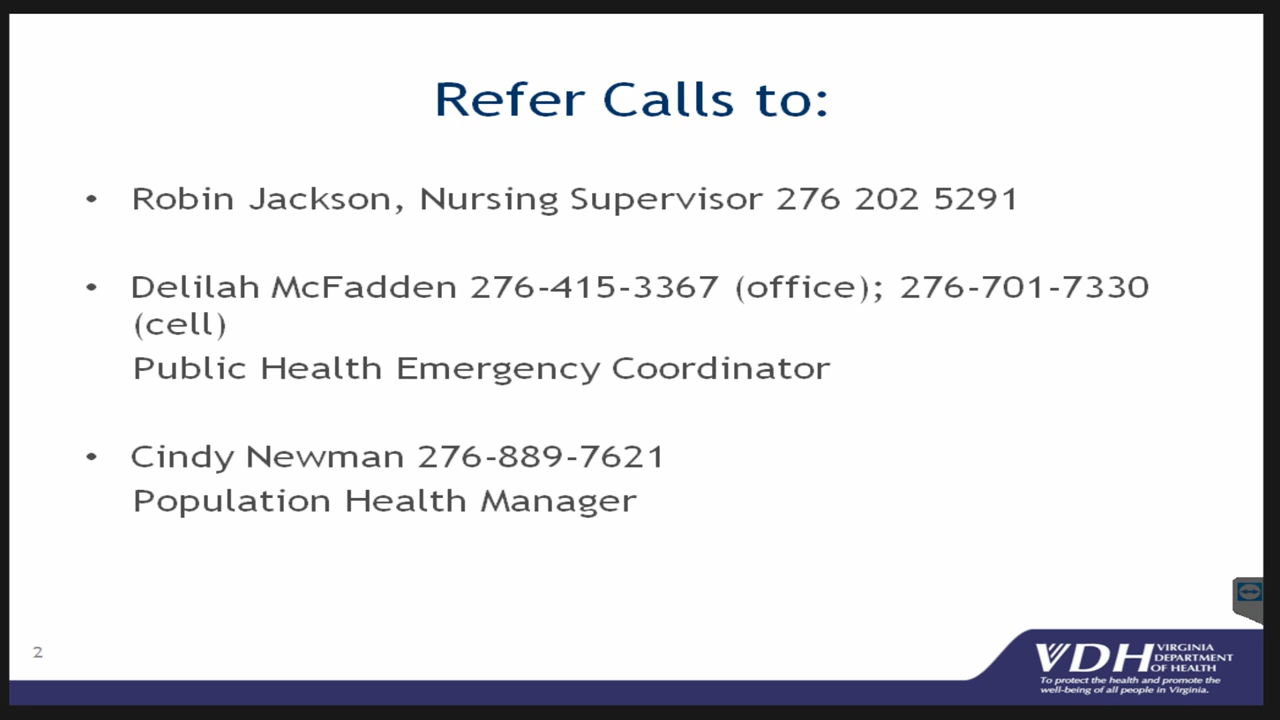 Refer Calls to:
• Robin Jackson, Nursing Supervisor 276 202 5291
• Delilah McFadden 276-415-3367 (office); 276-701-7330
(cell)
Public Health Emergency Coordinator
• Cindy Newman 276-889-7621
Population Health Manager
2
VDH VIRGINIA
DEPARTMENT
OF HEALTH
To protect the health and promote the
well-being of all people in Virginia.